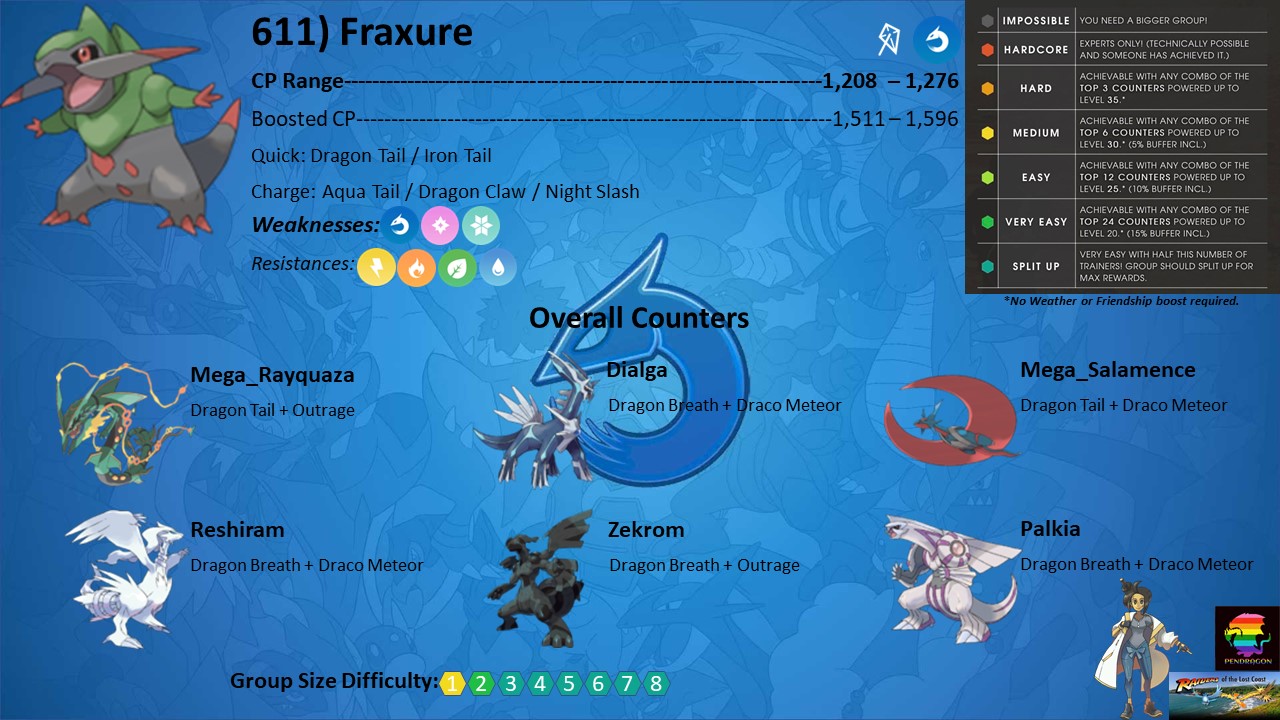 611) Fraxure
CP Range--------------------------------------------------------------------1,208 – 1,276
Boosted CP--------------------------------------------------------------------1,511 – 1,596
Quick: Dragon Tail / Iron Tail
Charge: Aqua Tail / Dragon Claw / Night Slash
Weaknesses:
Resistances:
IMPOSSIBLE YOU NEED A BIGGER GROUP!
HARDCORE EXPERTS ONLY! (TECHNICALLY POSSIBLE
AND SOMEONE HAS ACHIEVED IT.)
HARD ACHIEVABLE WITH ANY COMBO OF THE
TOP 3 COUNTERS POWERED UP TO
LEVEL 35.*
MEDIUM ACHIEVABLE WITH ANY COMBO OF THE
TOP 6 COUNTERS POWERED UP TO
LEVEL 30.* (5% BUFFER INCL.)
EASY ACHIEVABLE WITH ANY COMBO OF THE
TOP 12 COUNTERS POWERED UP TO
LEVEL 25.* (10% BUFFER INCL.)
VERY EASY ACHIEVABLE WITH ANY COMBO OF THE
TOP 24 COUNTERS POWERED UP TO
LEVEL 20.* (15% BUFFER INCL.)
SPLIT UP VERY EASY WITH HALF THIS NUMBER OF
TRAINERS! GROUP SHOULD SPLIT UP FOR
MAX REWARDS.
*No Weather or Friendship boost required.
Overall Counters
Mega_Rayquaza
Dragon Tail + Outrage
Dialga
Dragon Breath + Draco Meteor
Mega_Salamence
Dragon Tail + Draco Meteor
Reshiram
Dragon Breath + Draco Meteor
Zekrom
Dragon Breath + Outrage
Palkia
Dragon Breath + Draco Meteor
Group Size Difficulty: 1 2 3 4 5 6 7 8
PENDRAGON
RAIDERS of the Lost Coast